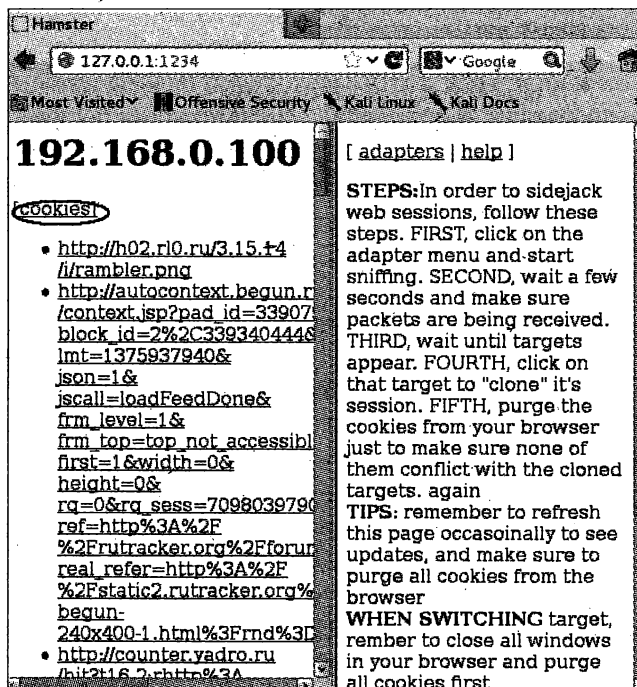 Hamster
127.0.0.1:1234
Google
Most Visited
Offensive Security
Kali Linux
Kali Docs
192.168.0.100
[cookies]
http://h02.rl0.ru/3.15.14
/i/rambler.png
http://autocontext.begun.r
/context.jsp?pad_id=33907
block_id=2%2C339340444&
lmt=1375937940&
json=1&
jscall=loadFeedDone&
frm_level=1&
frm_top=top_not_accessibl
first=1&width=0&
height=0&
rq=0&rq_sess=7098039790
ref=http%3A%2F
%2Frutracker.org%2Fforur
real_refer=http%3A%2F
%2Fstatic2.rutracker.org%
begun-
240x400-1.html%3Frnd%3D
http://counter.yadro.ru
/hit?t16.2;rhttp%3A
[ adapters | help ]
STEPS:In order to sidejack
web sessions, follow these
steps. FIRST, click on the
adapter menu and start
sniffing. SECOND, wait a few
seconds and make sure
packets are being received.
THIRD, wait until targets
appear. FOURTH, click on
that target to "clone" it's
session. FIFTH, purge the
cookies from your browser
just to make sure none of
them conflict with the cloned
targets. again
TIPS: remember to refresh
this page occasoinally to see
updates, and make sure to
purge all cookies from the
browser
WHEN SWITCHING target,
rember to close all windows
in your browser and purge
all cookies first